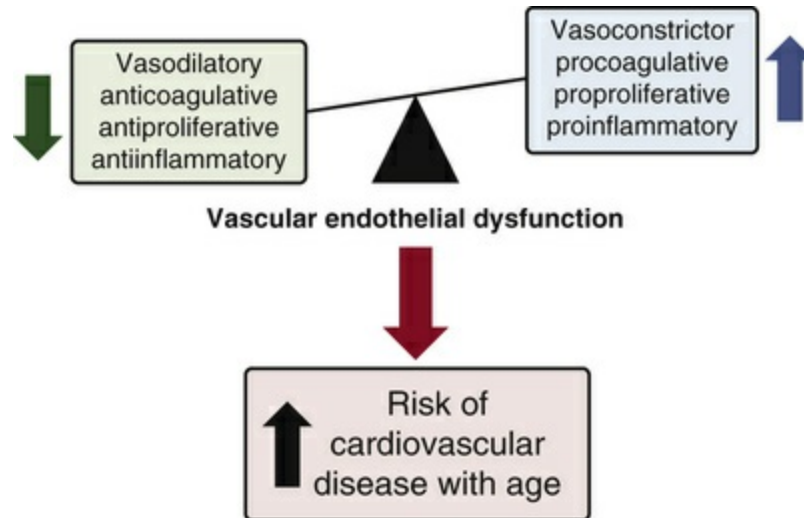 Vasodilatory
anticoagulative
antiproliferative
antiinflammatory
Vasoconstrictor
procoagulative
proproliferative
proinflammatory
Vascular endothelial dysfunction
Risk of
cardiovascular
disease with age